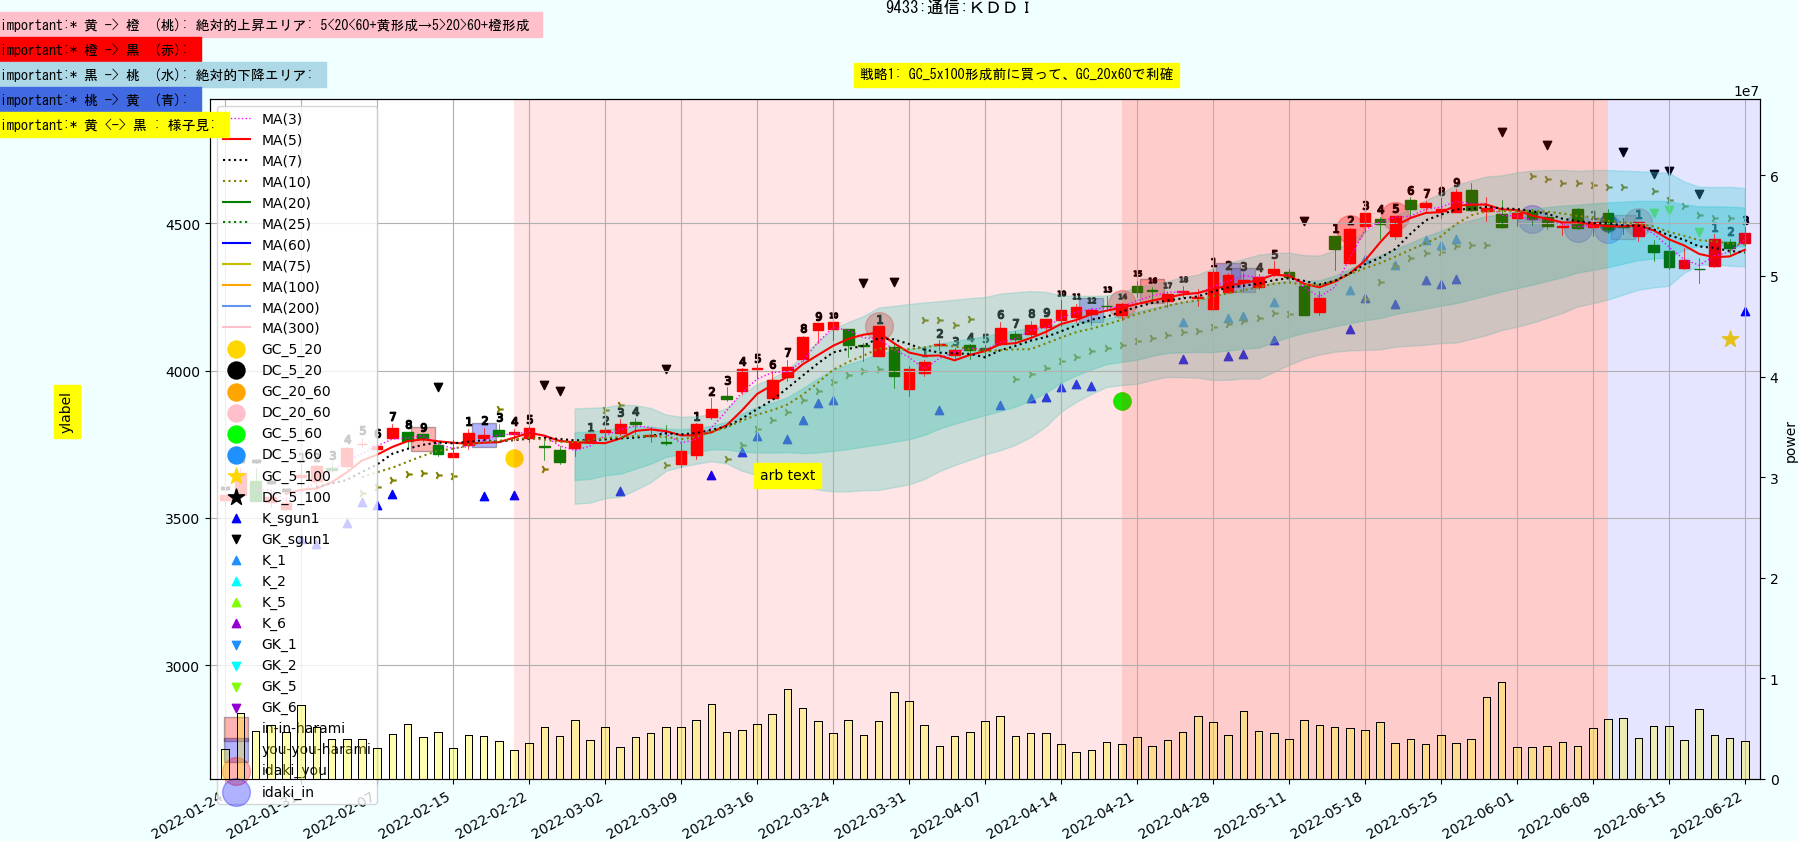 9433:通信:ＫＤＤＩ
important:* 黄 -> 橙 （桃）: 絶対的上昇エリア: 5<20<60+黄形成→5>20>60+橙形成
important:* 橙 -> 黒 （赤）:
important:* 黒 -> 桃 （水）: 絶対的下降エリア:
important:* 桃 -> 黄 （青）:
important:* 黄 <-> 黒 : 様子見:
戦略1: GC_5x100形成前に買って、GC_20x60で利確
1e7
MA(3)
MA(5)
MA(7)
MA(10)
MA(20)
MA(25)
MA(60)
MA(75)
MA(100)
MA(200)
MA(300)
GC_5_20
DC_5_20
GC_20_60
DC_20_60
GC_5_60
DC_5_60
GC_5_100
DC_5_100
K_sgun1
GK_sgun1
K_1
K_2
K_5
K_6
GK_1
GK_2
GK_5
GK_6
in-in-harami
you-you-harami
idaki_you
idaki_in
4500
4000
3500
3000
ylabel
arb text
6
5
4
3
2
1
0
power
2022-01-24
2022-01-31
2022-02-07
2022-02-15
2022-02-22
2022-03-02
2022-03-09
2022-03-16
2022-03-24
2022-03-31
2022-04-07
2022-04-14
2022-04-21
2022-04-28
2022-05-11
2022-05-18
2022-05-25
2022-06-01
2022-06-08
2022-06-15
2022-06-22